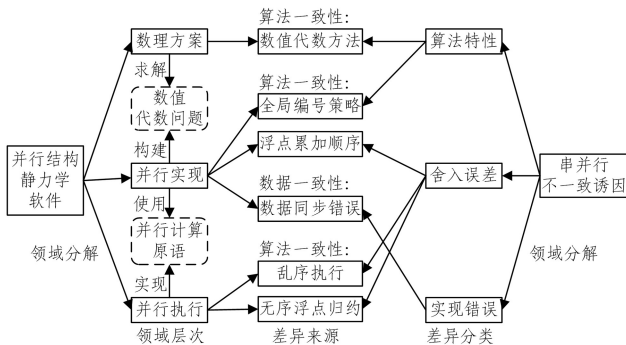 算法一致性:
数理方案
数值代数方法
算法特性
求解
算法一致性:
数值
代数问题
全局编号策略
构建
浮点累加顺序
并行结构
静力学
软件
并行实现
舍入误差
串并行
不一致诱因
数据一致性:
使用
数据同步错误
并行计算
原语
算法一致性:
领域分解
领域分解
乱序执行
实现
并行执行
无序浮点归约
实现错误
领域层次
差异来源
差异分类